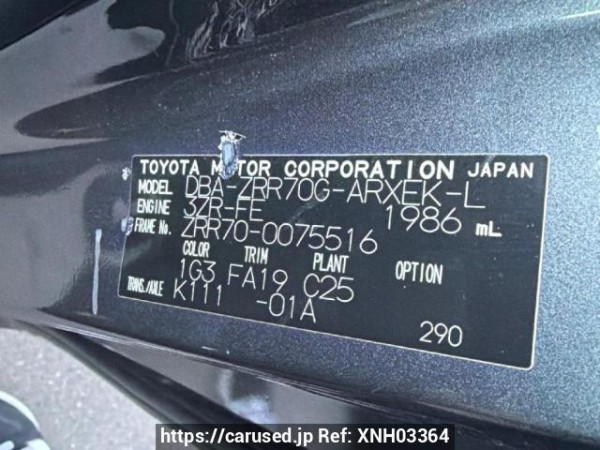 TOYOTA MOTOR CORPORATION JAPAN
MODEL DBA-ZRR70G-ARXEK-L
ENGINE 3ZR-FE 1986 mL
FRAME No. ZRR70-0075516
COLOR TRIM PLANT OPTION
1G3 FA19 C25
TRANS./AXLE K111 -01A
290
https://carused.jp Ref: XNH03364